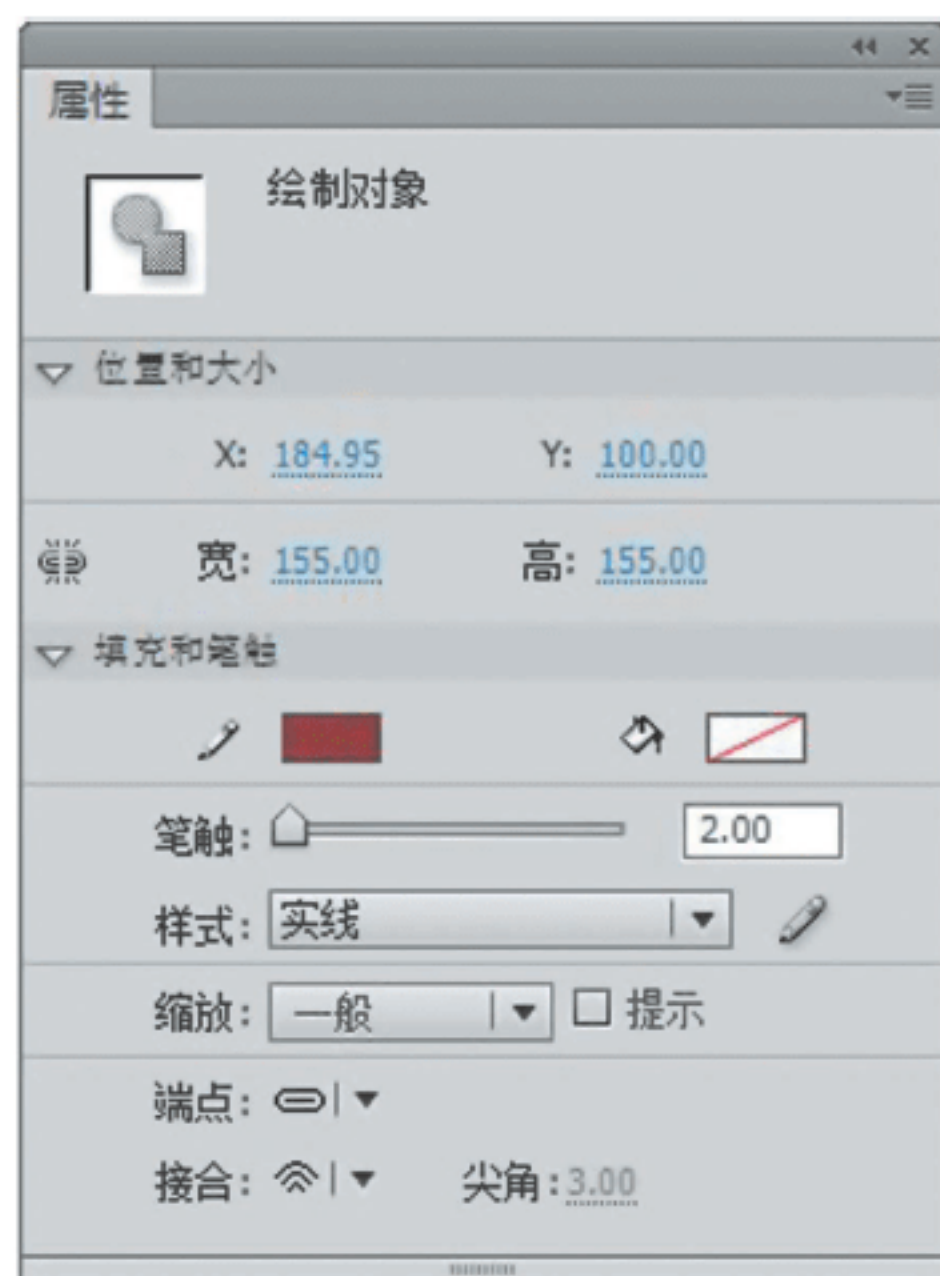 属性
绘制对象
位置和大小
X: 184.95 Y: 100.00
宽: 155.00 高: 155.00
填充和笔触
笔触: 2.00
样式: 实线
缩放: 一般 提示
端点:
接合: 尖角: 3.00